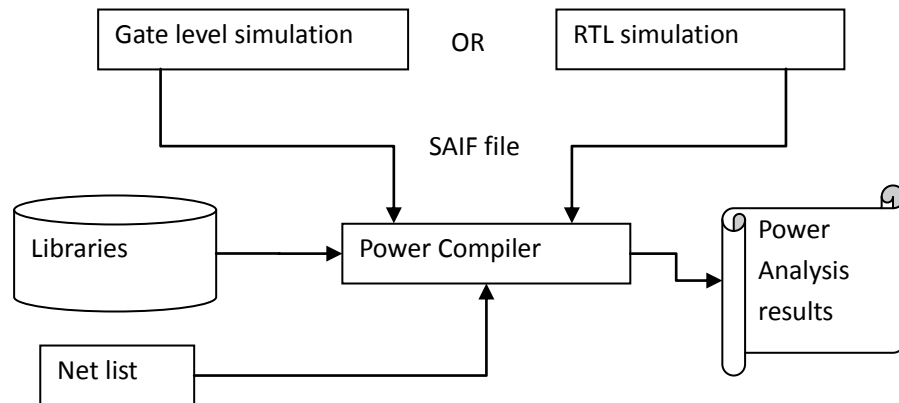 Gate level simulation
OR
RTL simulation
SAIF file
Libraries
Power Compiler
Power
Analysis
results
Net list